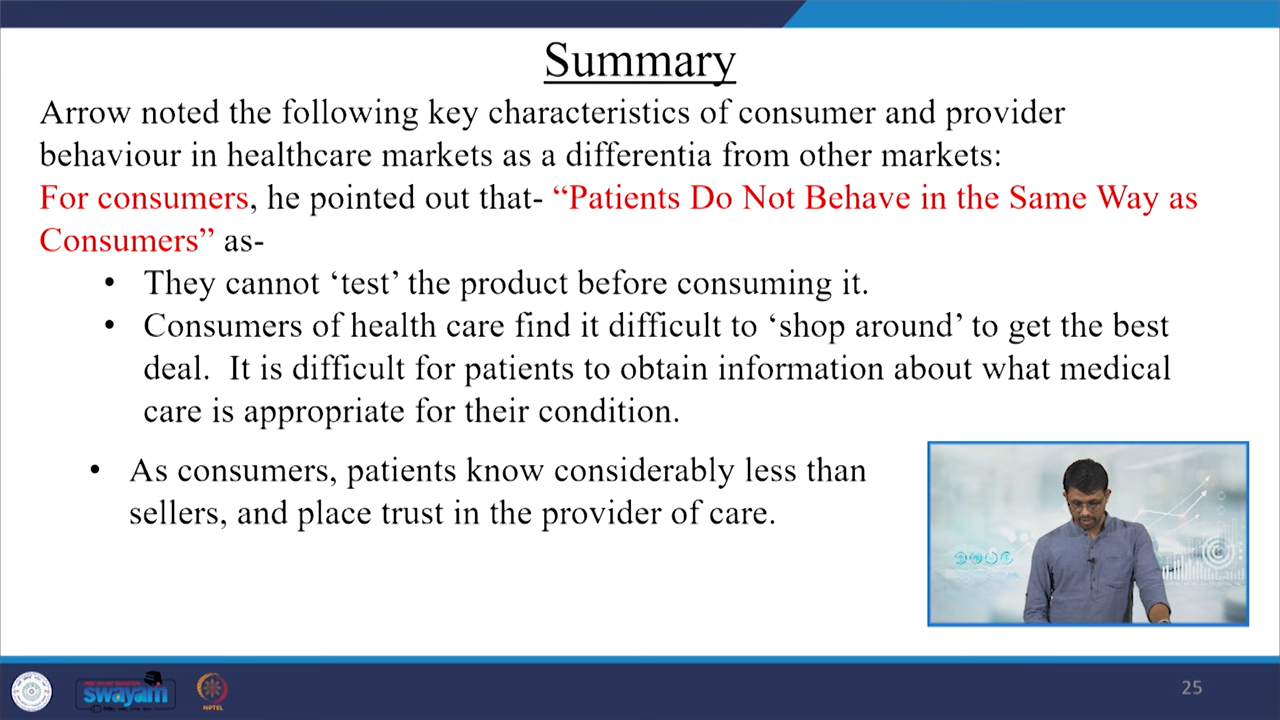 Summary
Arrow noted the following key characteristics of consumer and provider
behaviour in healthcare markets as a differentia from other markets:
For consumers, he pointed out that- “Patients Do Not Behave in the Same Way as
Consumers” as-
• They cannot ‘test’ the product before consuming it.
• Consumers of health care find it difficult to ‘shop around’ to get the best
deal. It is difficult for patients to obtain information about what medical
care is appropriate for their condition.
• As consumers, patients know considerably less than
sellers, and place trust in the provider of care.
swayam
NPTEL
25